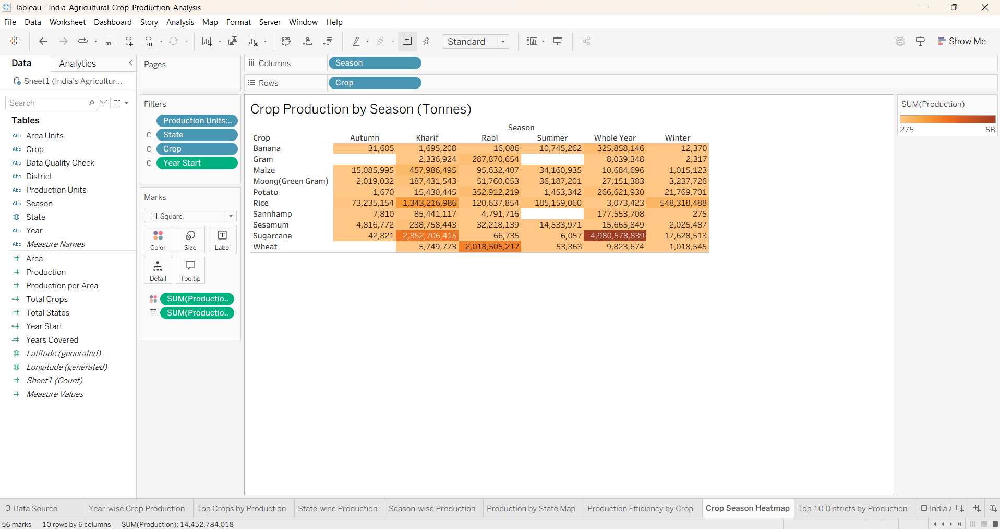 Tableau - India_Agricultural_Crop_Production_Analysis
File Data Worksheet Dashboard Story Analysis Map Format Server Window Help
Standard
Show Me
Data Analytics
Sheet1 (India's Agricultur...
Search
Tables
Abc Area Units
Abc Crop
=Abc Data Quality Check
Abc District
Abc Production Units
Abc Season
State
Abc Year
Abc Measure Names
# Area
# Production
# Production per Area
=# Total Crops
=# Total States
=# Year Start
=# Years Covered
Latitude (generated)
Longitude (generated)
# Sheet1 (Count)
# Measure Values
Pages
Filters
Production Units:..
State
Crop
Year Start
Marks
Square
Color Size Label
Detail Tooltip
SUM(Productio..
SUM(Productio..
Columns Season
Rows Crop
Crop Production by Season (Tonnes)
Season
Crop Autumn Kharif Rabi Summer Whole Year Winter
Banana 31,605 1,695,208 16,086 10,745,262 325,858,146 12,370
Gram 2,336,924 287,870,654 8,039,348 2,317
Maize 15,085,995 457,986,495 95,632,407 34,160,935 10,684,696 1,015,123
Moong(Green Gram) 2,019,032 187,431,543 51,760,053 36,187,201 27,151,383 3,237,726
Potato 1,670 15,430,445 352,912,219 1,453,342 266,621,930 21,769,701
Rice 73,235,154 1,343,216,986 120,637,854 185,159,060 3,073,423 548,318,488
Sannhamp 7,810 85,441,117 4,791,716 177,553,708 275
Sesamum 4,816,772 238,758,443 32,218,139 14,533,971 15,665,849 2,025,487
Sugarcane 42,821 2,352,706,415 66,735 6,057 4,980,578,839 17,628,513
Wheat 5,749,773 2,018,505,217 53,363 9,823,674 1,018,545
SUM(Production)
275 5B
Data Source Year-wise Crop Production Top Crops by Production State-wise Production Season-wise Production Production by State Map Production Efficiency by Crop Crop Season Heatmap Top 10 Districts by Production India A
56 marks 10 rows by 6 columns SUM(Production): 14,452,784,018